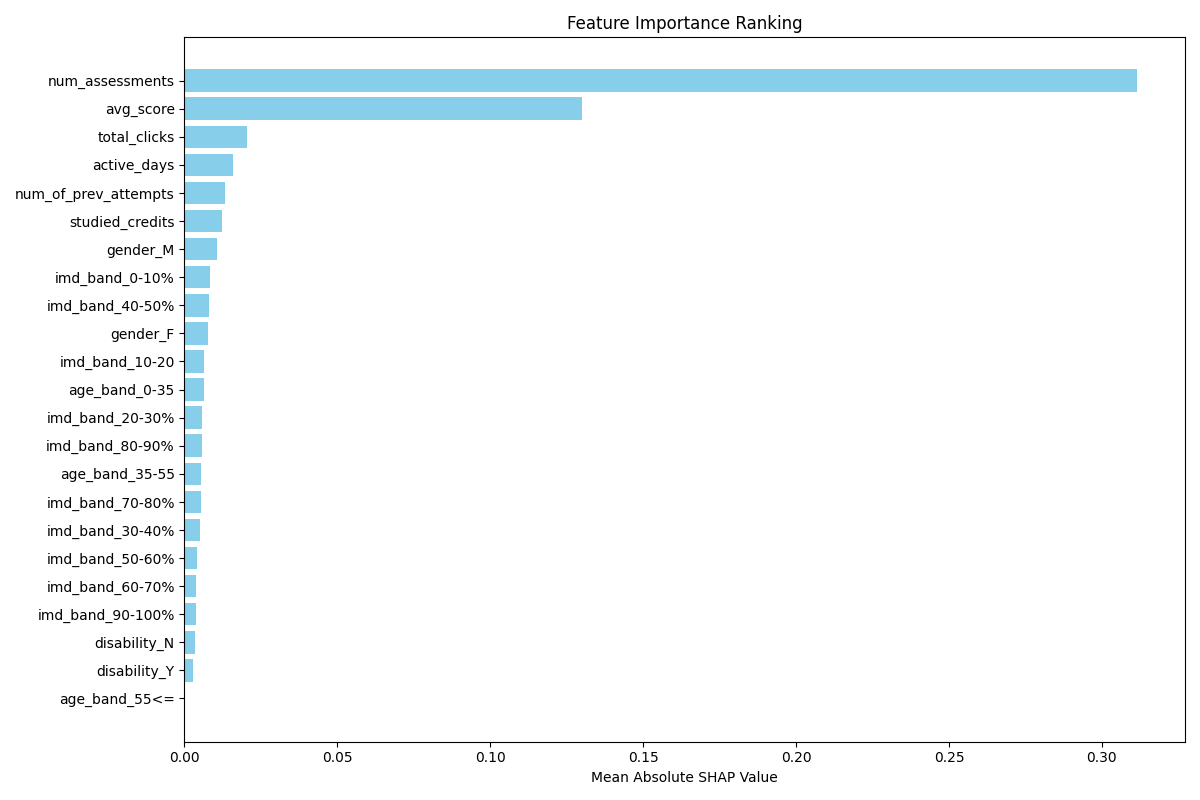 Feature Importance Ranking
num_assessments
avg_score
total_clicks
active_days
num_of_prev_attempts
studied_credits
gender_M
imd_band_0-10%
imd_band_40-50%
gender_F
imd_band_10-20
age_band_0-35
imd_band_20-30%
imd_band_80-90%
age_band_35-55
imd_band_70-80%
imd_band_30-40%
imd_band_50-60%
imd_band_60-70%
imd_band_90-100%
disability_N
disability_Y
age_band_55<=
0.00 0.05 0.10 0.15 0.20 0.25 0.30
Mean Absolute SHAP Value